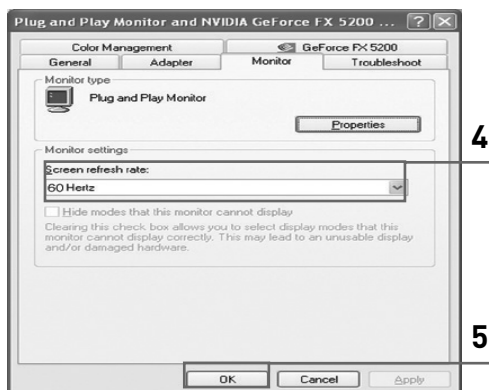 Plug and Play Monitor and NVIDIA GeForce FX 5200 ...
Color Management
GeForce FX 5200
General
Adapter
Monitor
Troubleshoot
Monitor type
Plug and Play Monitor
Properties
4
Monitor settings
Screen refresh rate:
60 Hertz
Hide modes that this monitor cannot display
Clearing this check box allows you to select display modes that this
monitor cannot display correctly. This may lead to an unusable display
and/or damaged hardware.
5
OK
Cancel
Apply